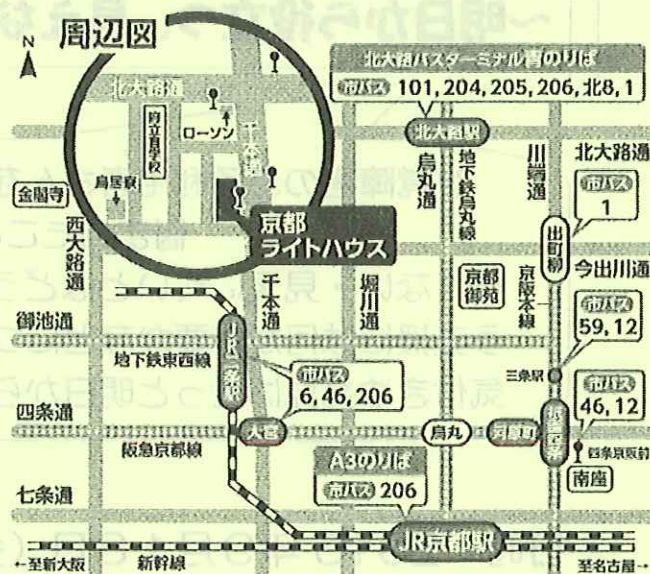 周辺図
N
北大路通
府立盲学校
ローソン
千本通
鳥居寮
京都
ライトハウス
金閣寺
西大路通
北大路バスターミナル青のりば
市バス 101, 204, 205, 206, 北8, 1
北大路駅
烏丸通
地下鉄烏丸線
川端通
北大路通
市バス
1
出町柳
今出川通
千本通
堀川通
京都
御苑
京阪本線
市バス
59, 12
御池通
JR二条駅
地下鉄東西線
市バス
6, 46, 206
三条駅
市バス
46, 12
四条通
大宮
烏丸
河原町
祇園四条
四条京阪前
阪急京都線
南座
A3のりば
市バス 206
七条通
JR京都駅
←至新大阪
新幹線
至名古屋→